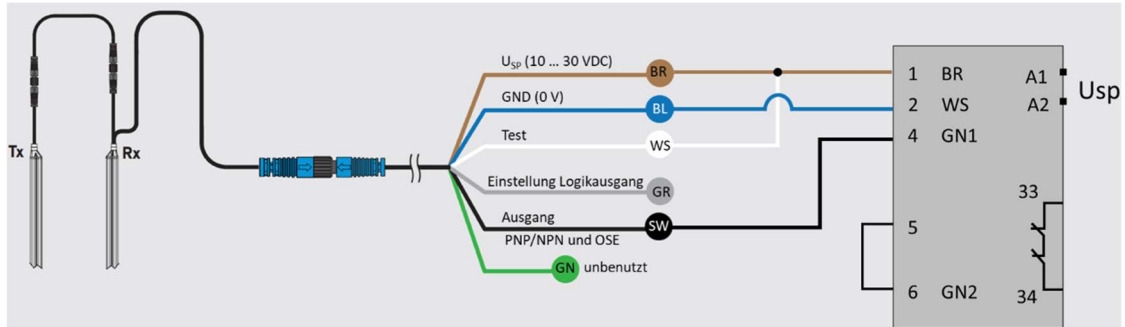 Tx
Rx
USP (10 ... 30 VDC)
BR
GND (0 V)
BL
Test
WS
Einstellung Logikausgang
GR
Ausgang
SW
PNP/NPN und OSE
GN unbenutzt
1 BR A1
Usp
2 WS A2
4 GN1
33
5
6 GN2 34